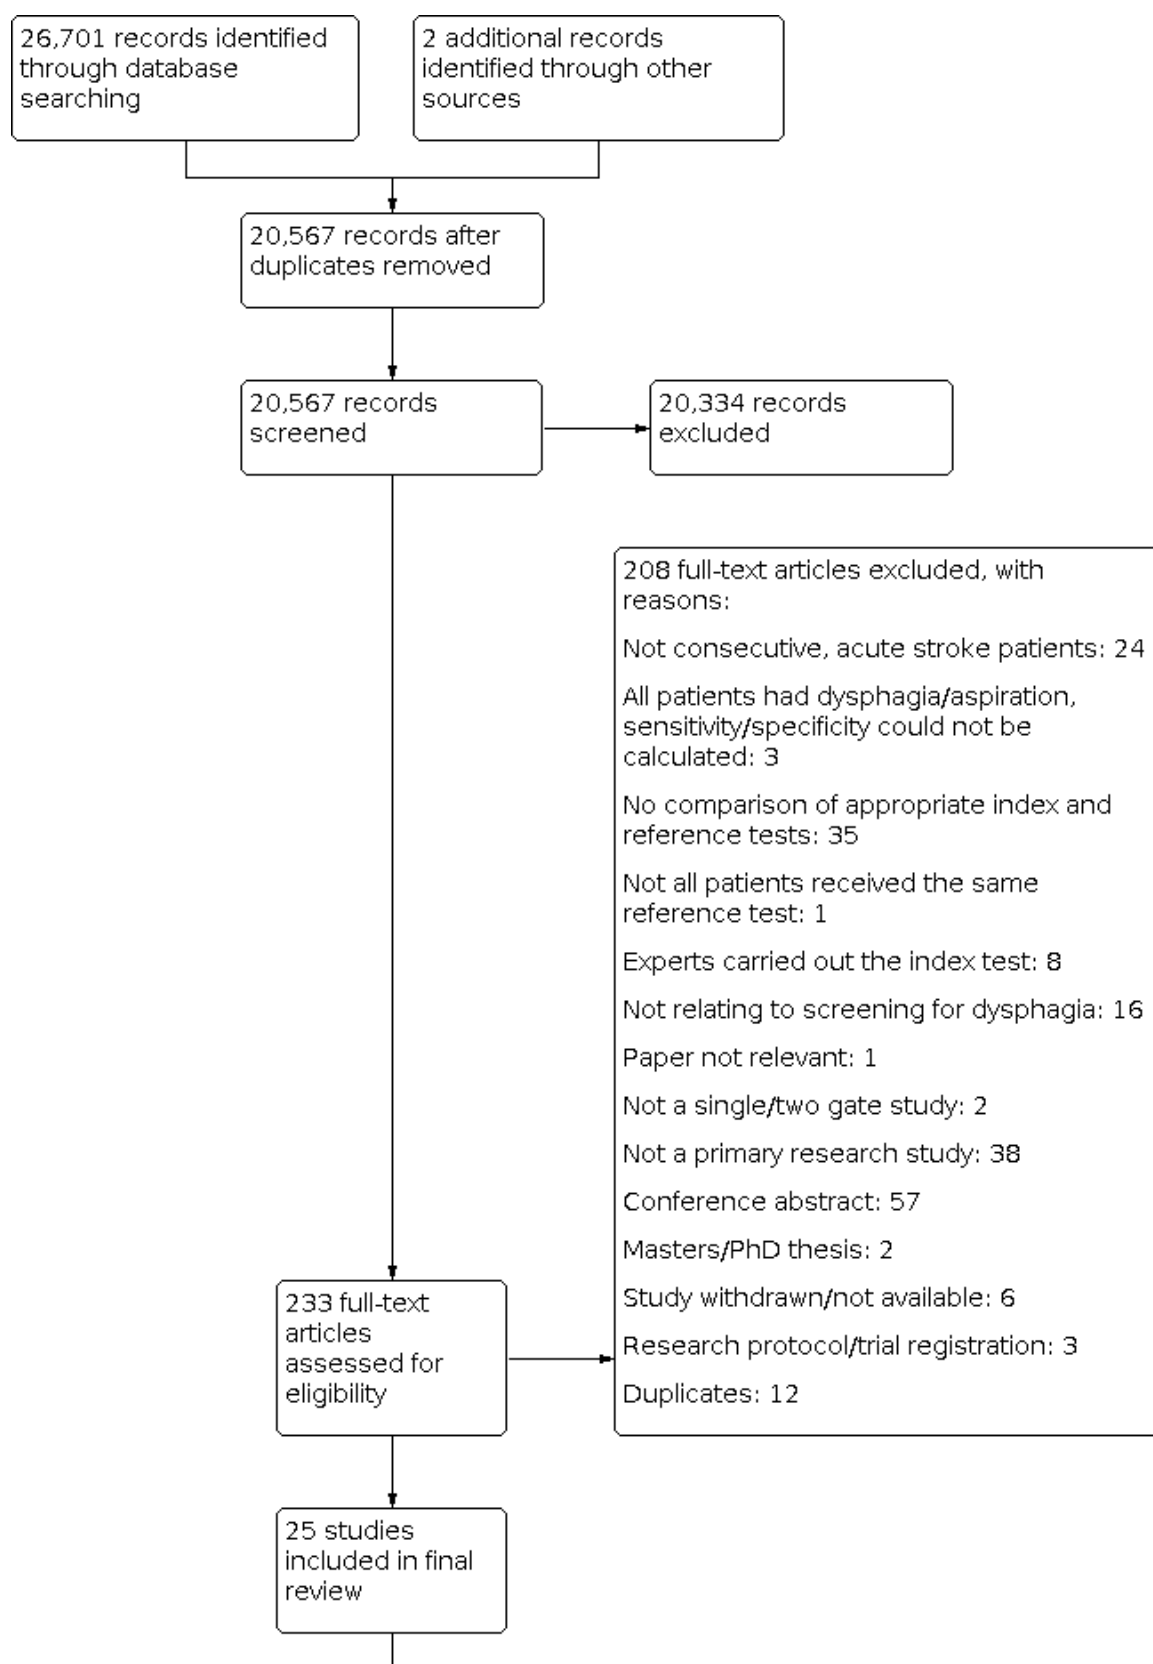 26,701 records identified
through database
searching
2 additional records
identified through other
sources
20,567 records after
duplicates removed
20,567 records
screened
20,334 records
excluded
208 full-text articles excluded, with
reasons:
Not consecutive, acute stroke patients: 24
All patients had dysphagia/aspiration,
sensitivity/specificity could not be
calculated: 3
No comparison of appropriate index and
reference tests: 35
Not all patients received the same
reference test: 1
Experts carried out the index test: 8
Not relating to screening for dysphagia: 16
Paper not relevant: 1
Not a single/two gate study: 2
Not a primary research study: 38
Conference abstract: 57
Masters/PhD thesis: 2
Study withdrawn/not available: 6
Research protocol/trial registration: 3
Duplicates: 12
233 full-text
articles
assessed for
eligibility
25 studies
included in final
review